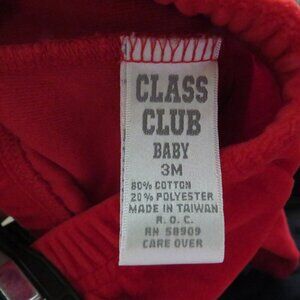 CLASS
CLUB
BABY
3M
80% COTTON
20% POLYESTER
MADE IN TAIWAN
R. O. C.
RN 58909
CARE OVER